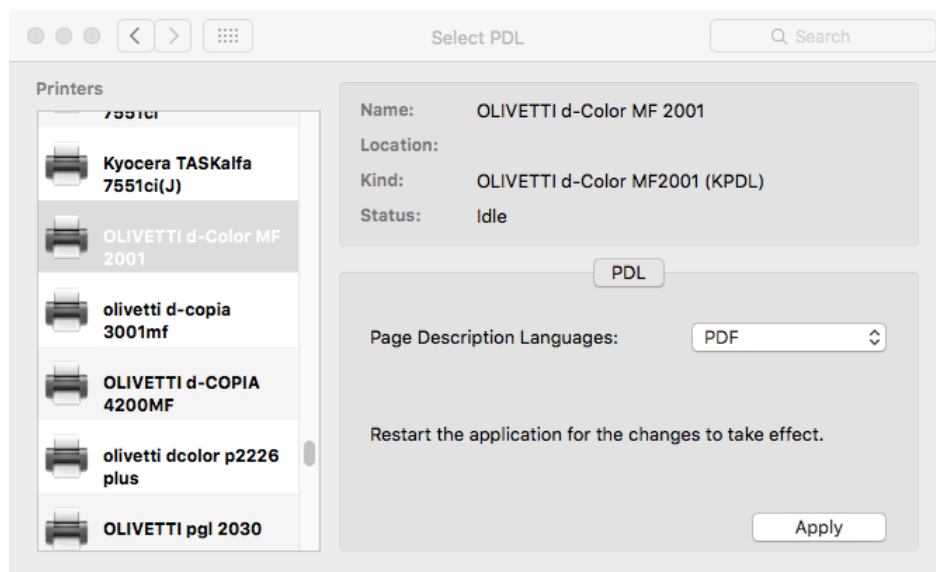 Select PDL
Search
Printers
7551ci
Kyocera TASKalfa
7551ci(J)
OLIVETTI d-Color MF
2001
olivetti d-copia
3001mf
OLIVETTI d-COPIA
4200MF
olivetti dcolor p2226
plus
OLIVETTI pgl 2030
Name: OLIVETTI d-Color MF 2001
Location:
Kind: OLIVETTI d-Color MF2001 (KPDL)
Status: Idle
PDL
Page Description Languages: PDF
Restart the application for the changes to take effect.
Apply